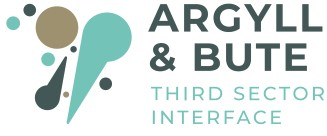 ARGYLL
& BUTE
THIRD SECTOR
INTERFACE